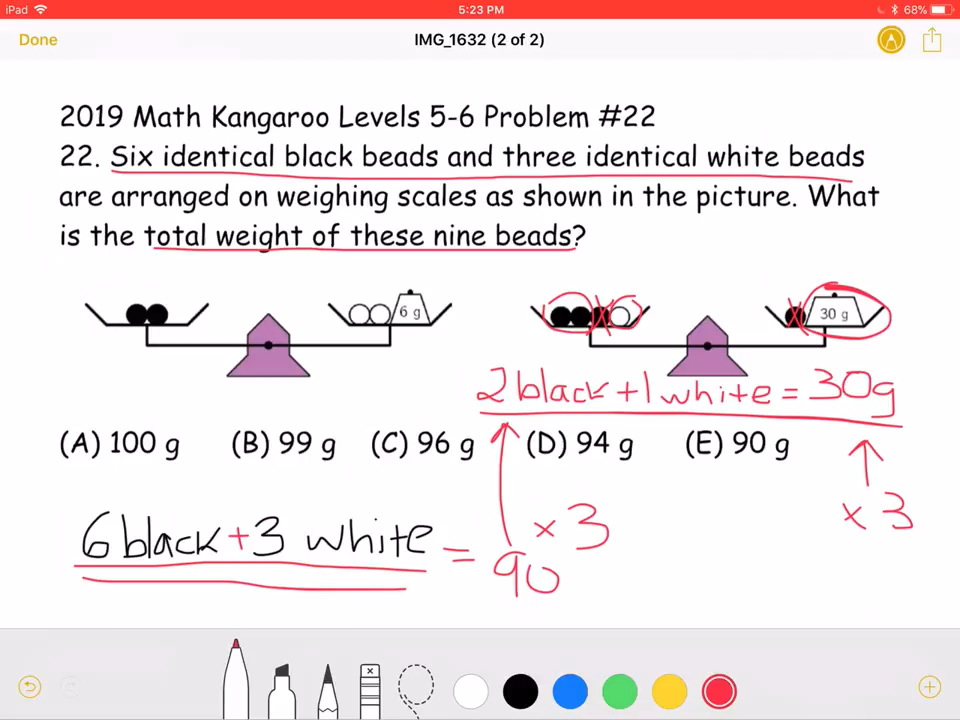 iPad 5:23 PM 68%
Done IMG_1632 (2 of 2)
2019 Math Kangaroo Levels 5-6 Problem #22
22. Six identical black beads and three identical white beads
are arranged on weighing scales as shown in the picture. What
is the total weight of these nine beads?
6 g 30 g
2 black + 1 white = 30g
(A) 100 g (B) 99 g (C) 96 g (D) 94 g (E) 90 g
× 3 × 3
6 black + 3 white = 90